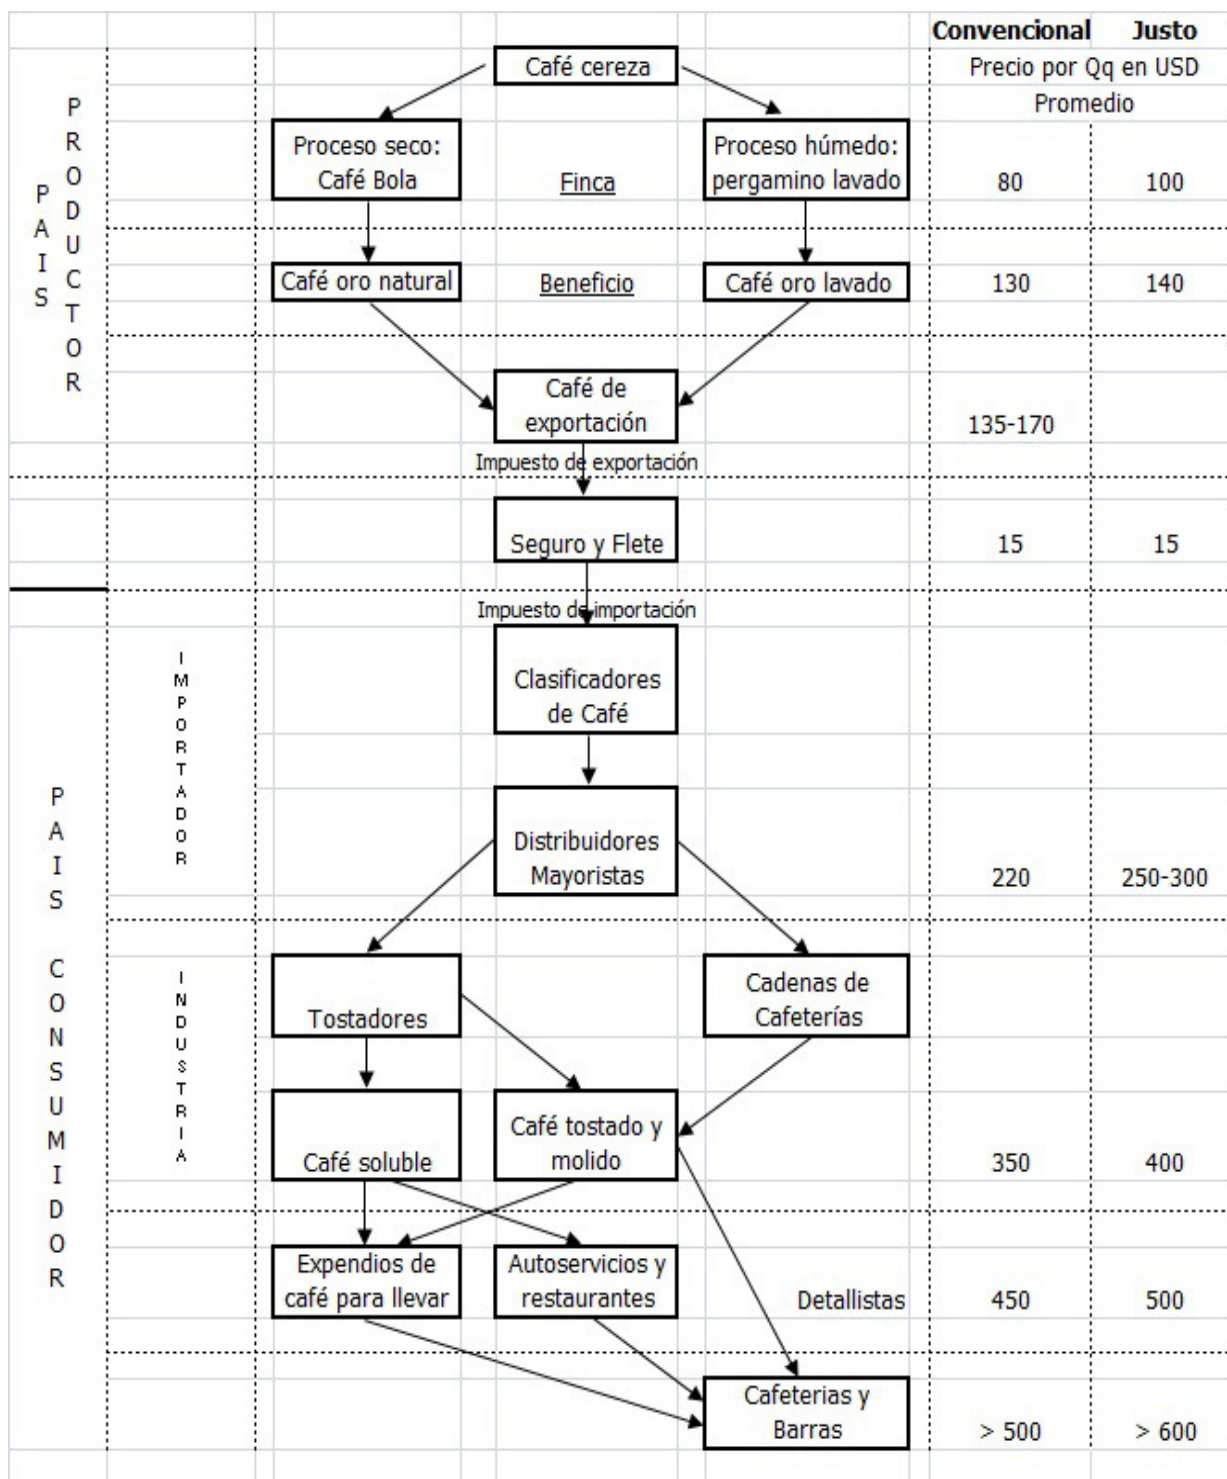 Convencional Justo
Café cereza
Precio por Qq en USD
Promedio
PAIS PRODUCTOR
Proceso seco:
Café Bola
Finca
Proceso húmedo:
pergamino lavado
80 100
Café oro natural
Beneficio
Café oro lavado
130 140
Café de
exportación
135-170
Impuesto de exportación
Seguro y Flete
15 15
Impuesto de importación
PAIS CONSUMIDOR
IMPORTADOR
Clasificadores
de Café
Distribuidores
Mayoristas
220 250-300
INDUSTRIA
Tostadores
Cadenas de
Cafeterías
Café soluble
Café tostado y
molido
350 400
Expendios de
café para llevar
Autoservicios y
restaurantes
Detallistas
450 500
Cafeterias y
Barras
> 500 > 600